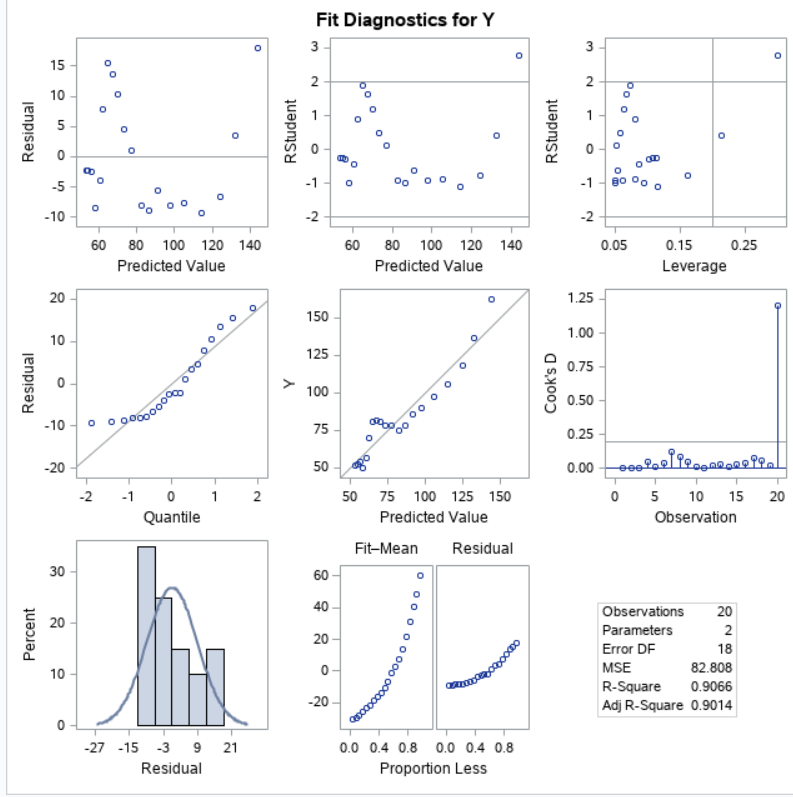 Fit Diagnostics for Y
Residual
15
10
5
0
-5
-10
60 80 100 120 140
Predicted Value
RStudent
3
2
1
0
-1
-2
60 80 100 120 140
Predicted Value
RStudent
3
2
1
0
-1
-2
0.05 0.15 0.25
Leverage
Residual
20
10
0
-10
-20
-2 -1 0 1 2
Quantile
Y
150
125
100
75
50
50 75 100 125 150
Predicted Value
Cook's D
1.25
1.00
0.75
0.50
0.25
0.00
0 5 10 15 20
Observation
Percent
30
20
10
0
-27 -15 -3 9 21
Residual
Fit–Mean Residual
60
40
20
0
-20
0.0 0.4 0.8 0.0 0.4 0.8
Proportion Less
Observations 20
Parameters 2
Error DF 18
MSE 82.808
R-Square 0.9066
Adj R-Square 0.9014